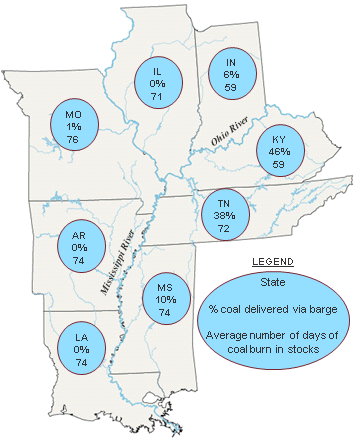 IL
0%
71
IN
6%
59
MO
1%
76
Ohio River
KY
46%
59
TN
38%
72
AR
0%
74
Mississippi River
MS
10%
74
LA
0%
74
LEGEND
State
% coal delivered via barge
Average number of days of
coal burn in stocks